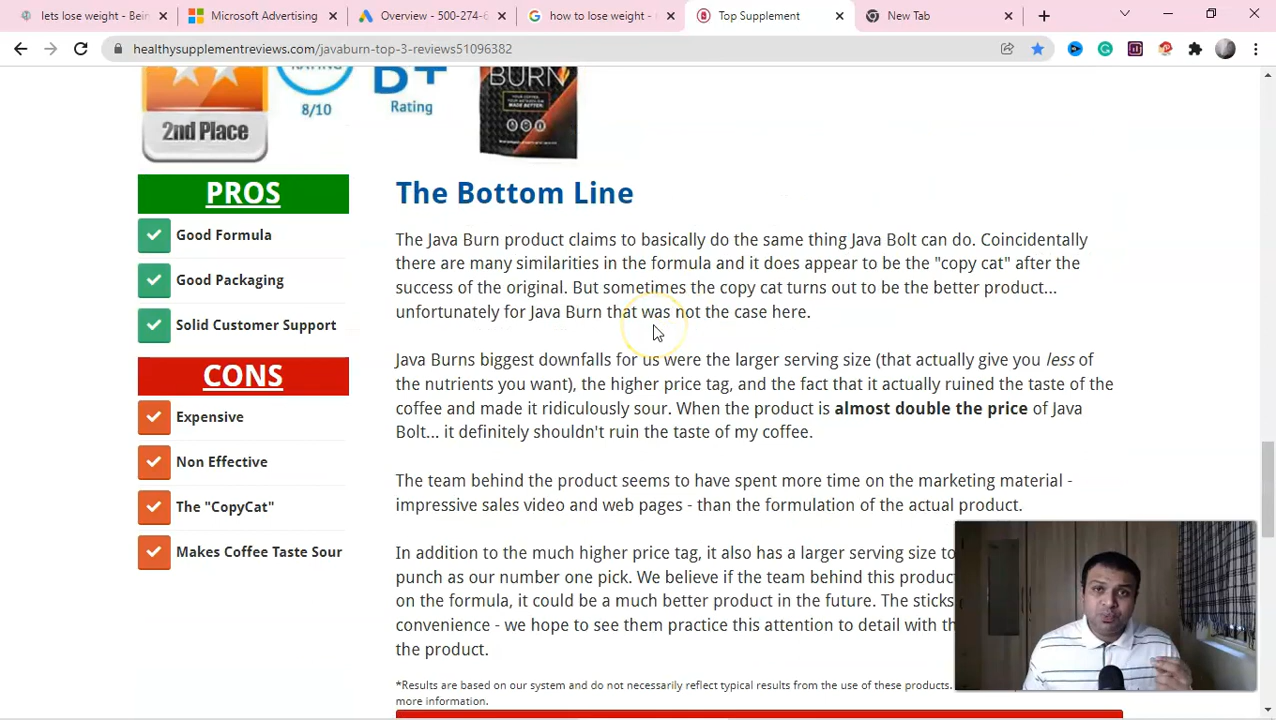 lets lose weight - Bein
Microsoft Advertising
Overview - 500-274-6
how to lose weight -
Top Supplement
New Tab
healthysupplementreviews.com/javaburn-top-3-reviews51096382
RATING
8/10
B+
Rating
BURN
MADE BETTER.
2nd Place
PROS
Good Formula
Good Packaging
Solid Customer Support
CONS
Expensive
Non Effective
The "CopyCat"
Makes Coffee Taste Sour
The Bottom Line
The Java Burn product claims to basically do the same thing Java Bolt can do. Coincidentally
there are many similarities in the formula and it does appear to be the "copy cat" after the
success of the original. But sometimes the copy cat turns out to be the better product...
unfortunately for Java Burn that was not the case here.
Java Burns biggest downfalls for us were the larger serving size (that actually give you less of
the nutrients you want), the higher price tag, and the fact that it actually ruined the taste of the
coffee and made it ridiculously sour. When the product is almost double the price of Java
Bolt... it definitely shouldn't ruin the taste of my coffee.
The team behind the product seems to have spent more time on the marketing material -
impressive sales video and web pages - than the formulation of the actual product.
In addition to the much higher price tag, it also has a larger serving size to
punch as our number one pick. We believe if the team behind this produc
on the formula, it could be a much better product in the future. The sticks
convenience - we hope to see them practice this attention to detail with th
the product.
*Results are based on our system and do not necessarily reflect typical results from the use of these products.
more information.